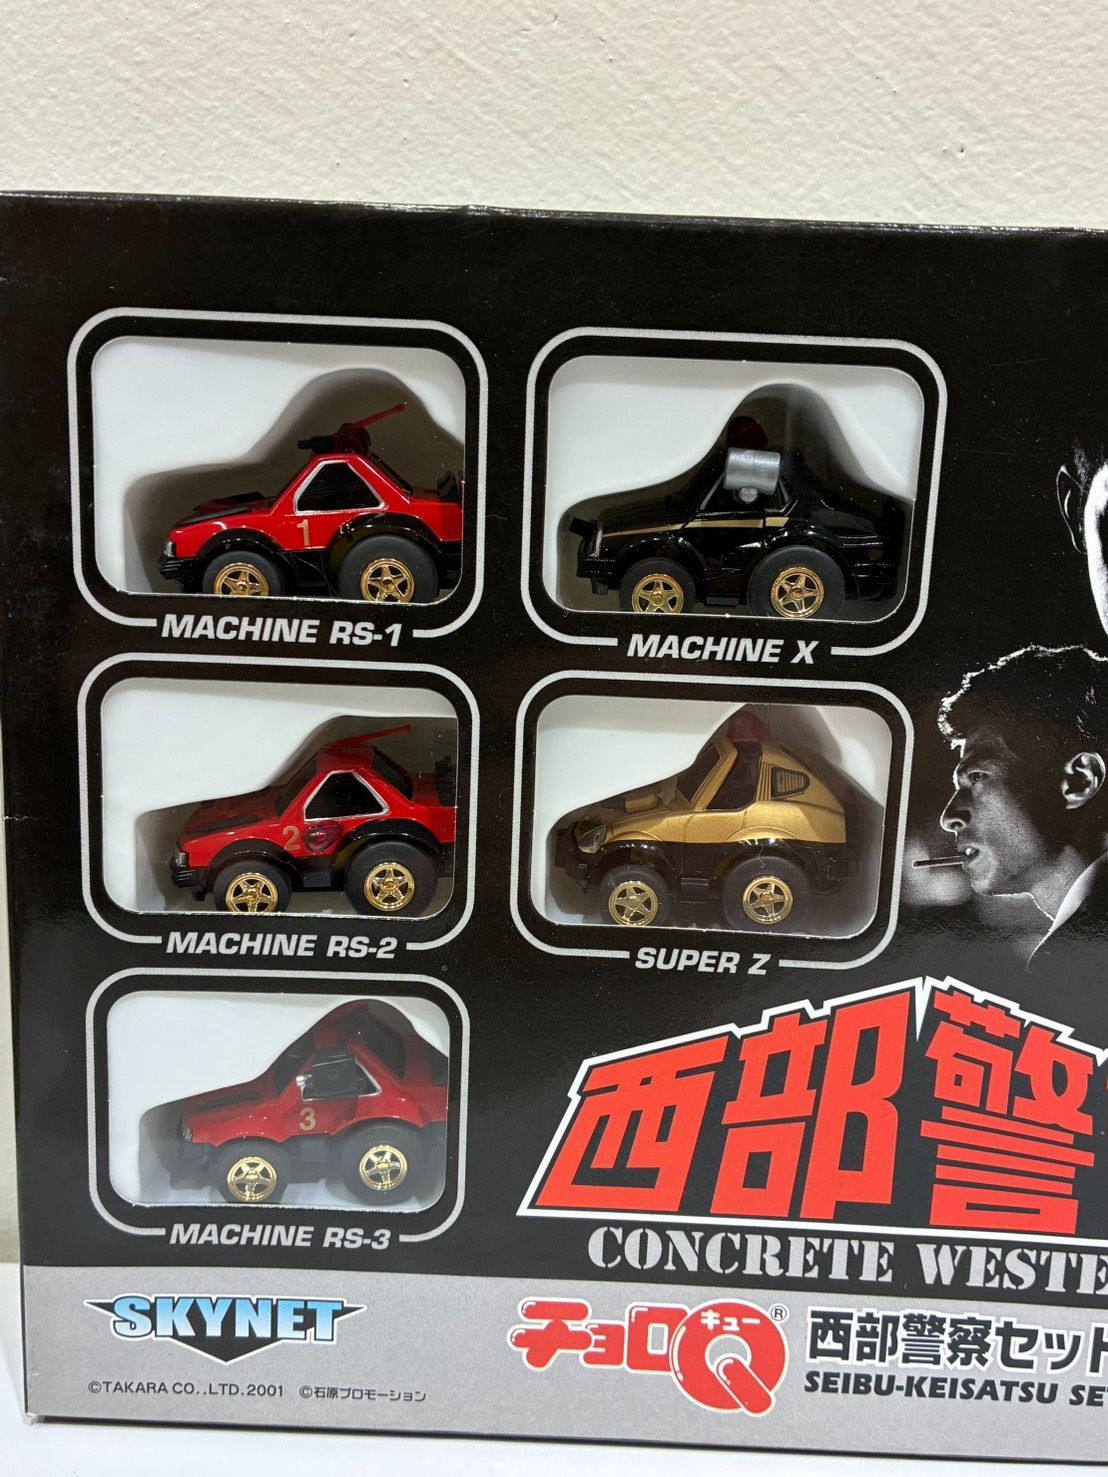 1
MACHINE RS-1
MACHINE X
2
MACHINE RS-2
SUPER Z
3
MACHINE RS-3
西部警
CONCRETE WESTE
SKYNET
チョロQ キュー ®
西部警察セット
SEIBU-KEISATSU SE
©TAKARA CO.,LTD.2001 ©石原プロモーション